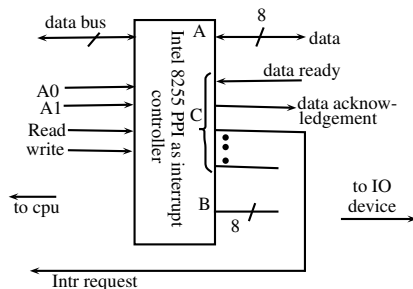 data bus
8
A
data
Intel 8255 PPI as interrupt
controller
data ready
A0
A1
C
data acknow-
ledgement
Read
write
to cpu
B
8
to IO
device
Intr request